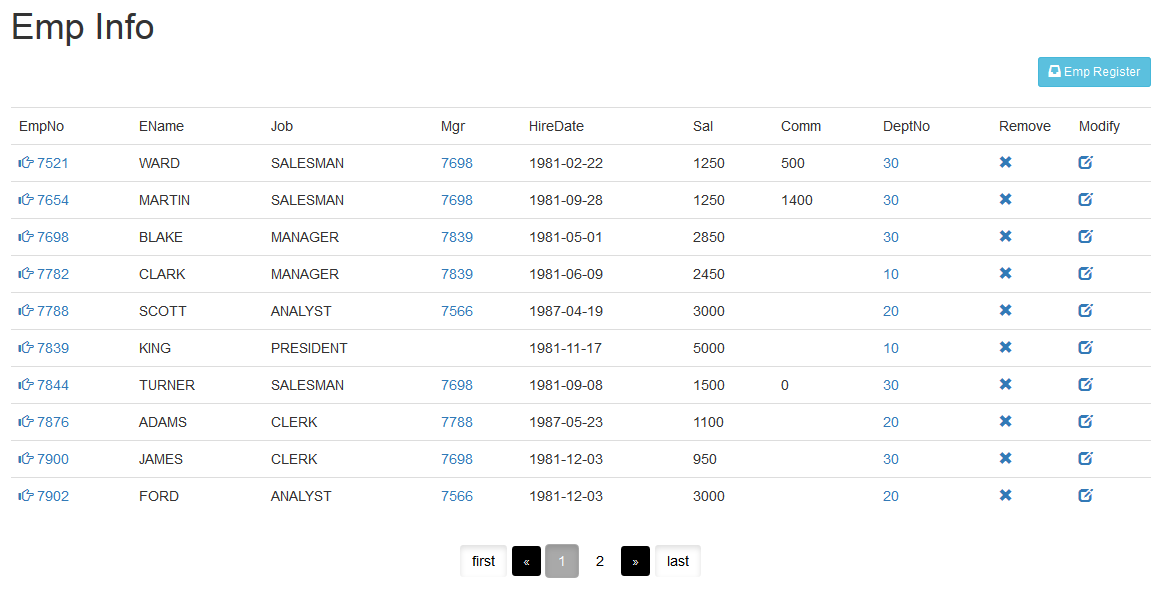 Emp Info
Emp Register
EmpNo EName Job Mgr HireDate Sal Comm DeptNo Remove Modify
7521 WARD SALESMAN 7698 1981-02-22 1250 500 30
7654 MARTIN SALESMAN 7698 1981-09-28 1250 1400 30
7698 BLAKE MANAGER 7839 1981-05-01 2850 30
7782 CLARK MANAGER 7839 1981-06-09 2450 10
7788 SCOTT ANALYST 7566 1987-04-19 3000 20
7839 KING PRESIDENT 1981-11-17 5000 10
7844 TURNER SALESMAN 7698 1981-09-08 1500 0 30
7876 ADAMS CLERK 7788 1987-05-23 1100 20
7900 JAMES CLERK 7698 1981-12-03 950 30
7902 FORD ANALYST 7566 1981-12-03 3000 20
first « 1 2 » last